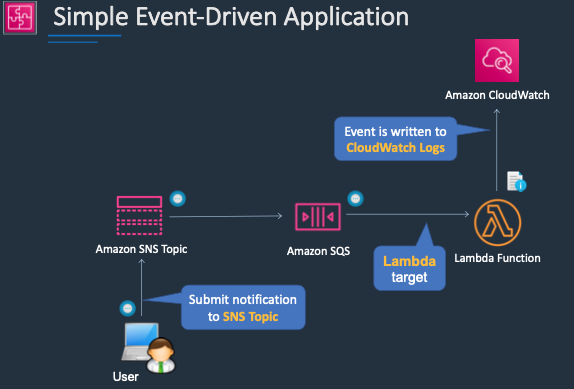 Simple Event-Driven Application
Amazon CloudWatch
Event is written to
CloudWatch Logs
Amazon SNS Topic
Amazon SQS
Lambda Function
Lambda
target
Submit notification
to SNS Topic
User